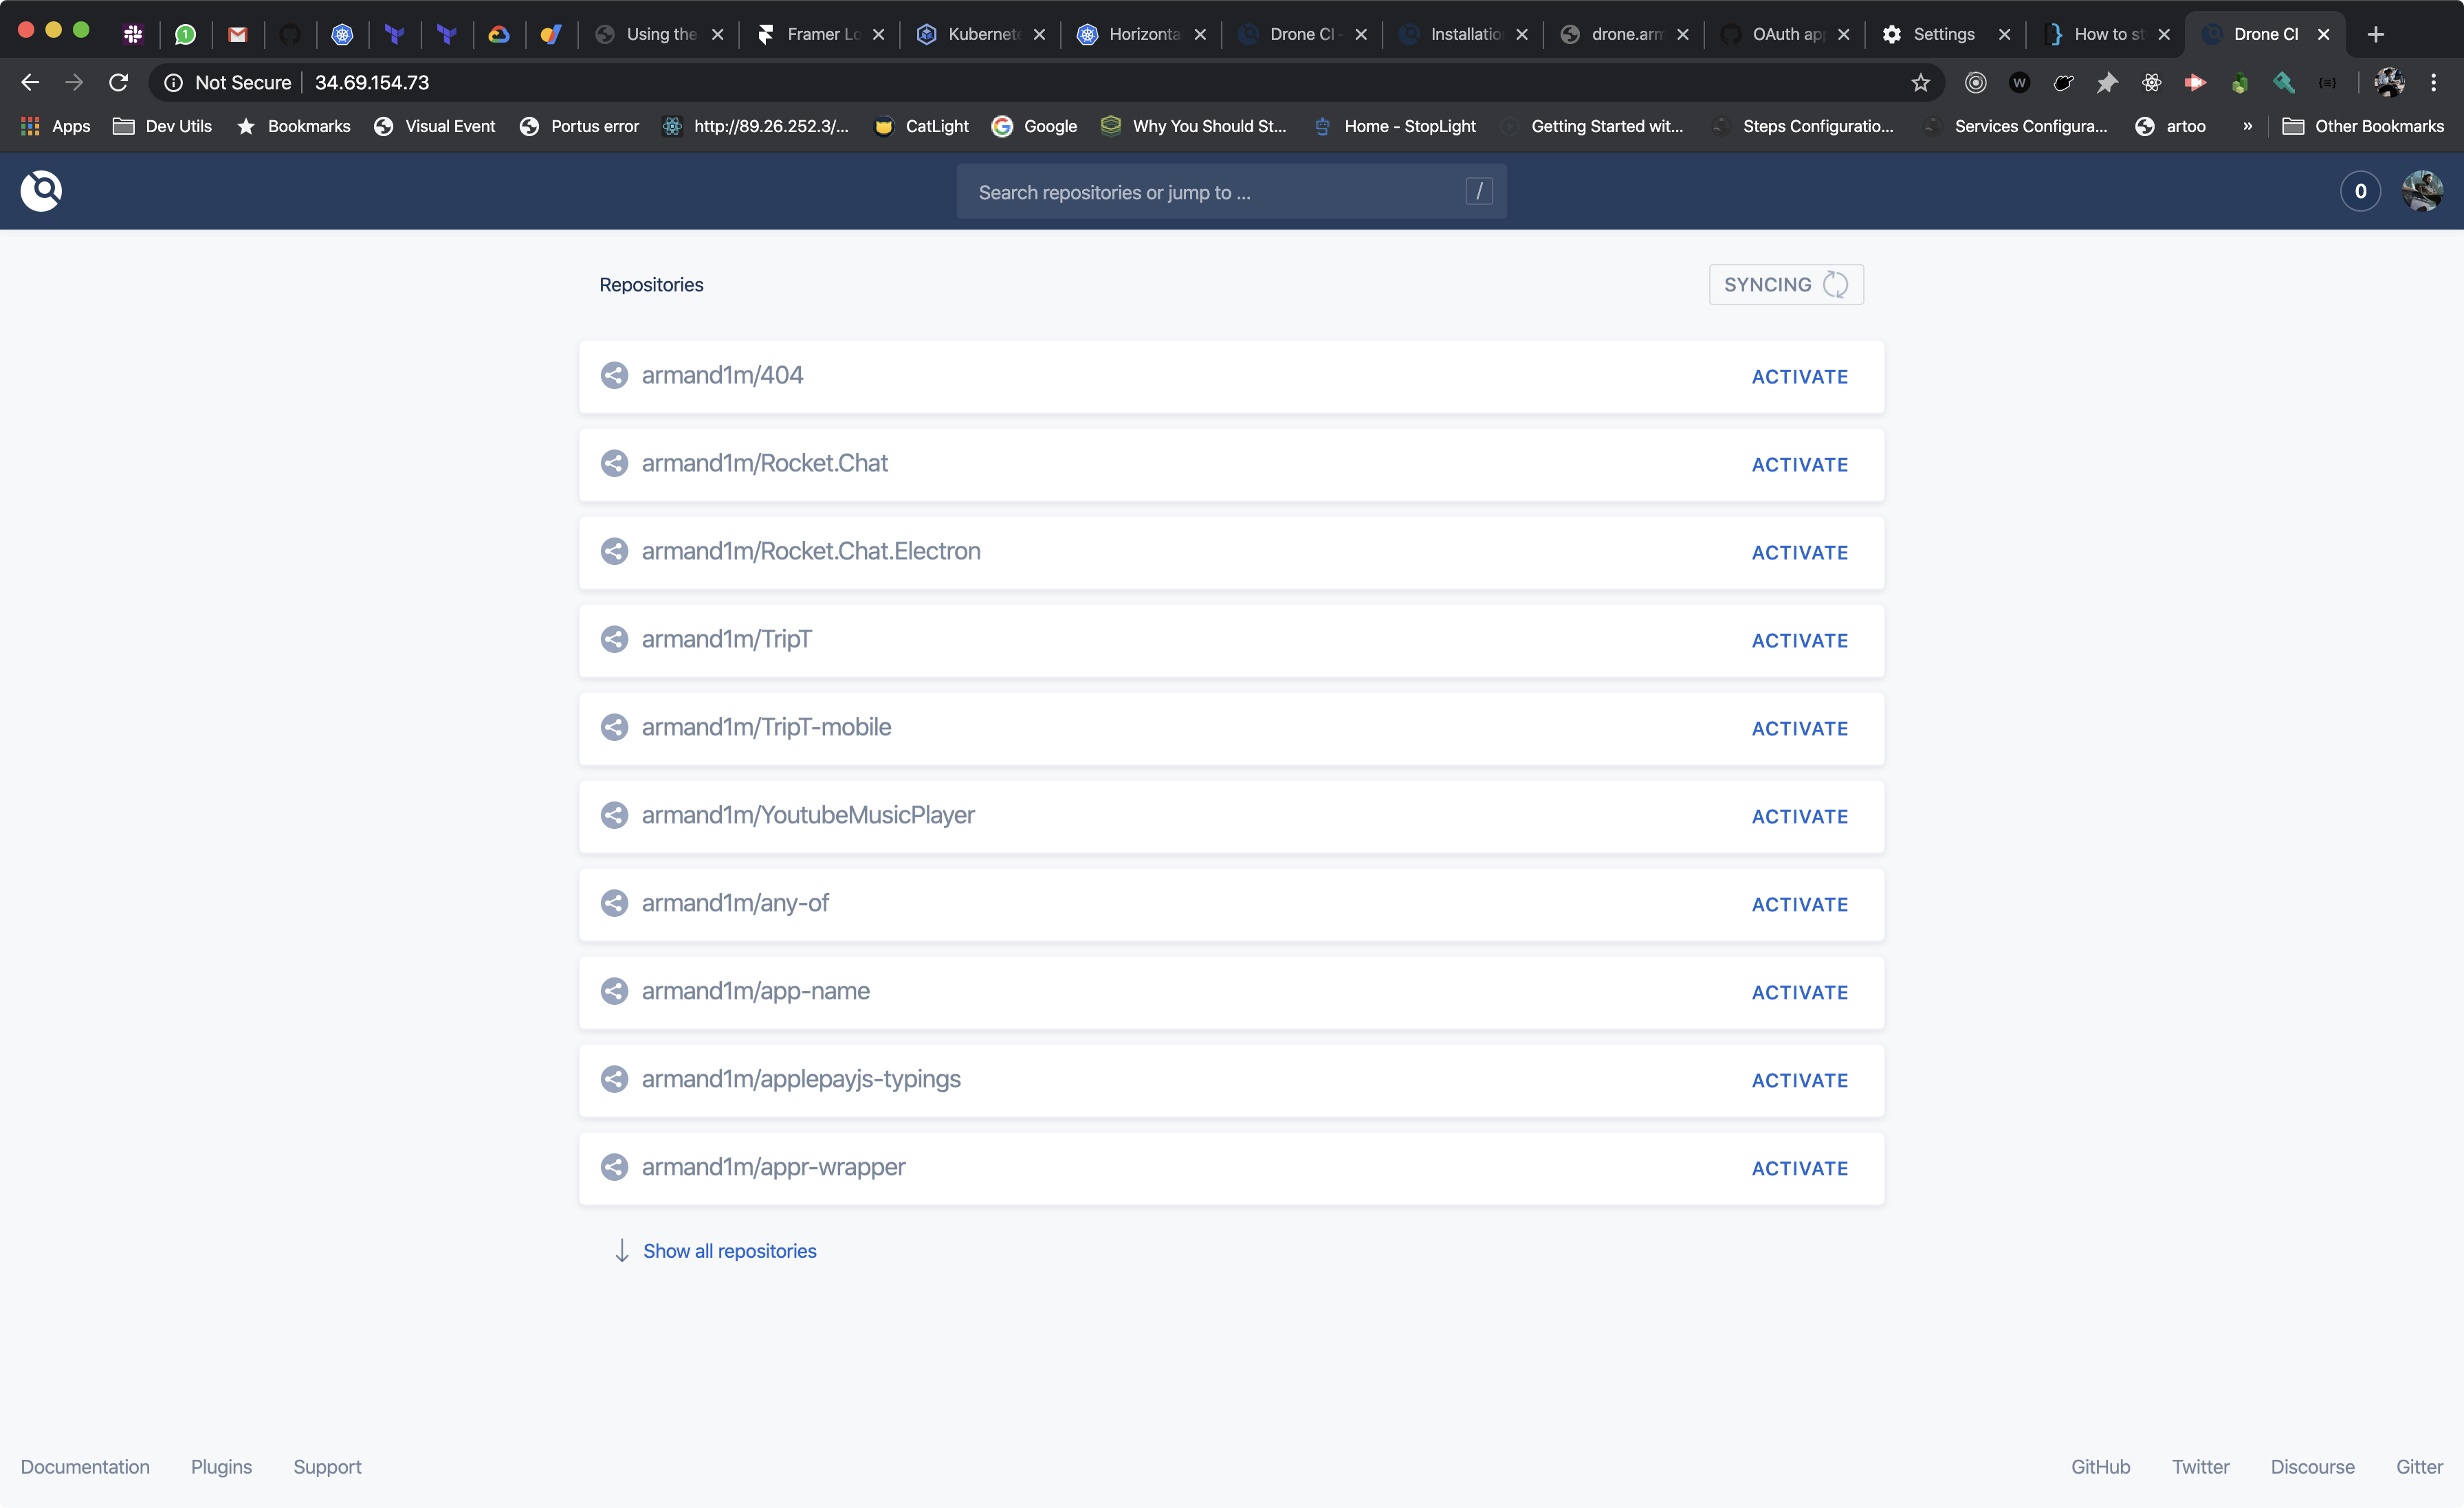 Using the Framer Lo Kubernete Horizonta Drone CI - Installatio drone.arm OAuth ap Settings How to st Drone CI
Not Secure 34.69.154.73
Apps Dev Utils Bookmarks Visual Event Portus error http://89.26.252.3/... CatLight Google Why You Should St... Home - StopLight Getting Started wit... Steps Configuratio... Services Configura... artoo » Other Bookmarks
Search repositories or jump to ... / 0
Repositories SYNCING
armand1m/404 ACTIVATE
armand1m/Rocket.Chat ACTIVATE
armand1m/Rocket.Chat.Electron ACTIVATE
armand1m/TripT ACTIVATE
armand1m/TripT-mobile ACTIVATE
armand1m/YoutubeMusicPlayer ACTIVATE
armand1m/any-of ACTIVATE
armand1m/app-name ACTIVATE
armand1m/applepayjs-typings ACTIVATE
armand1m/appr-wrapper ACTIVATE
Show all repositories
Documentation Plugins Support GitHub Twitter Discourse Gitter